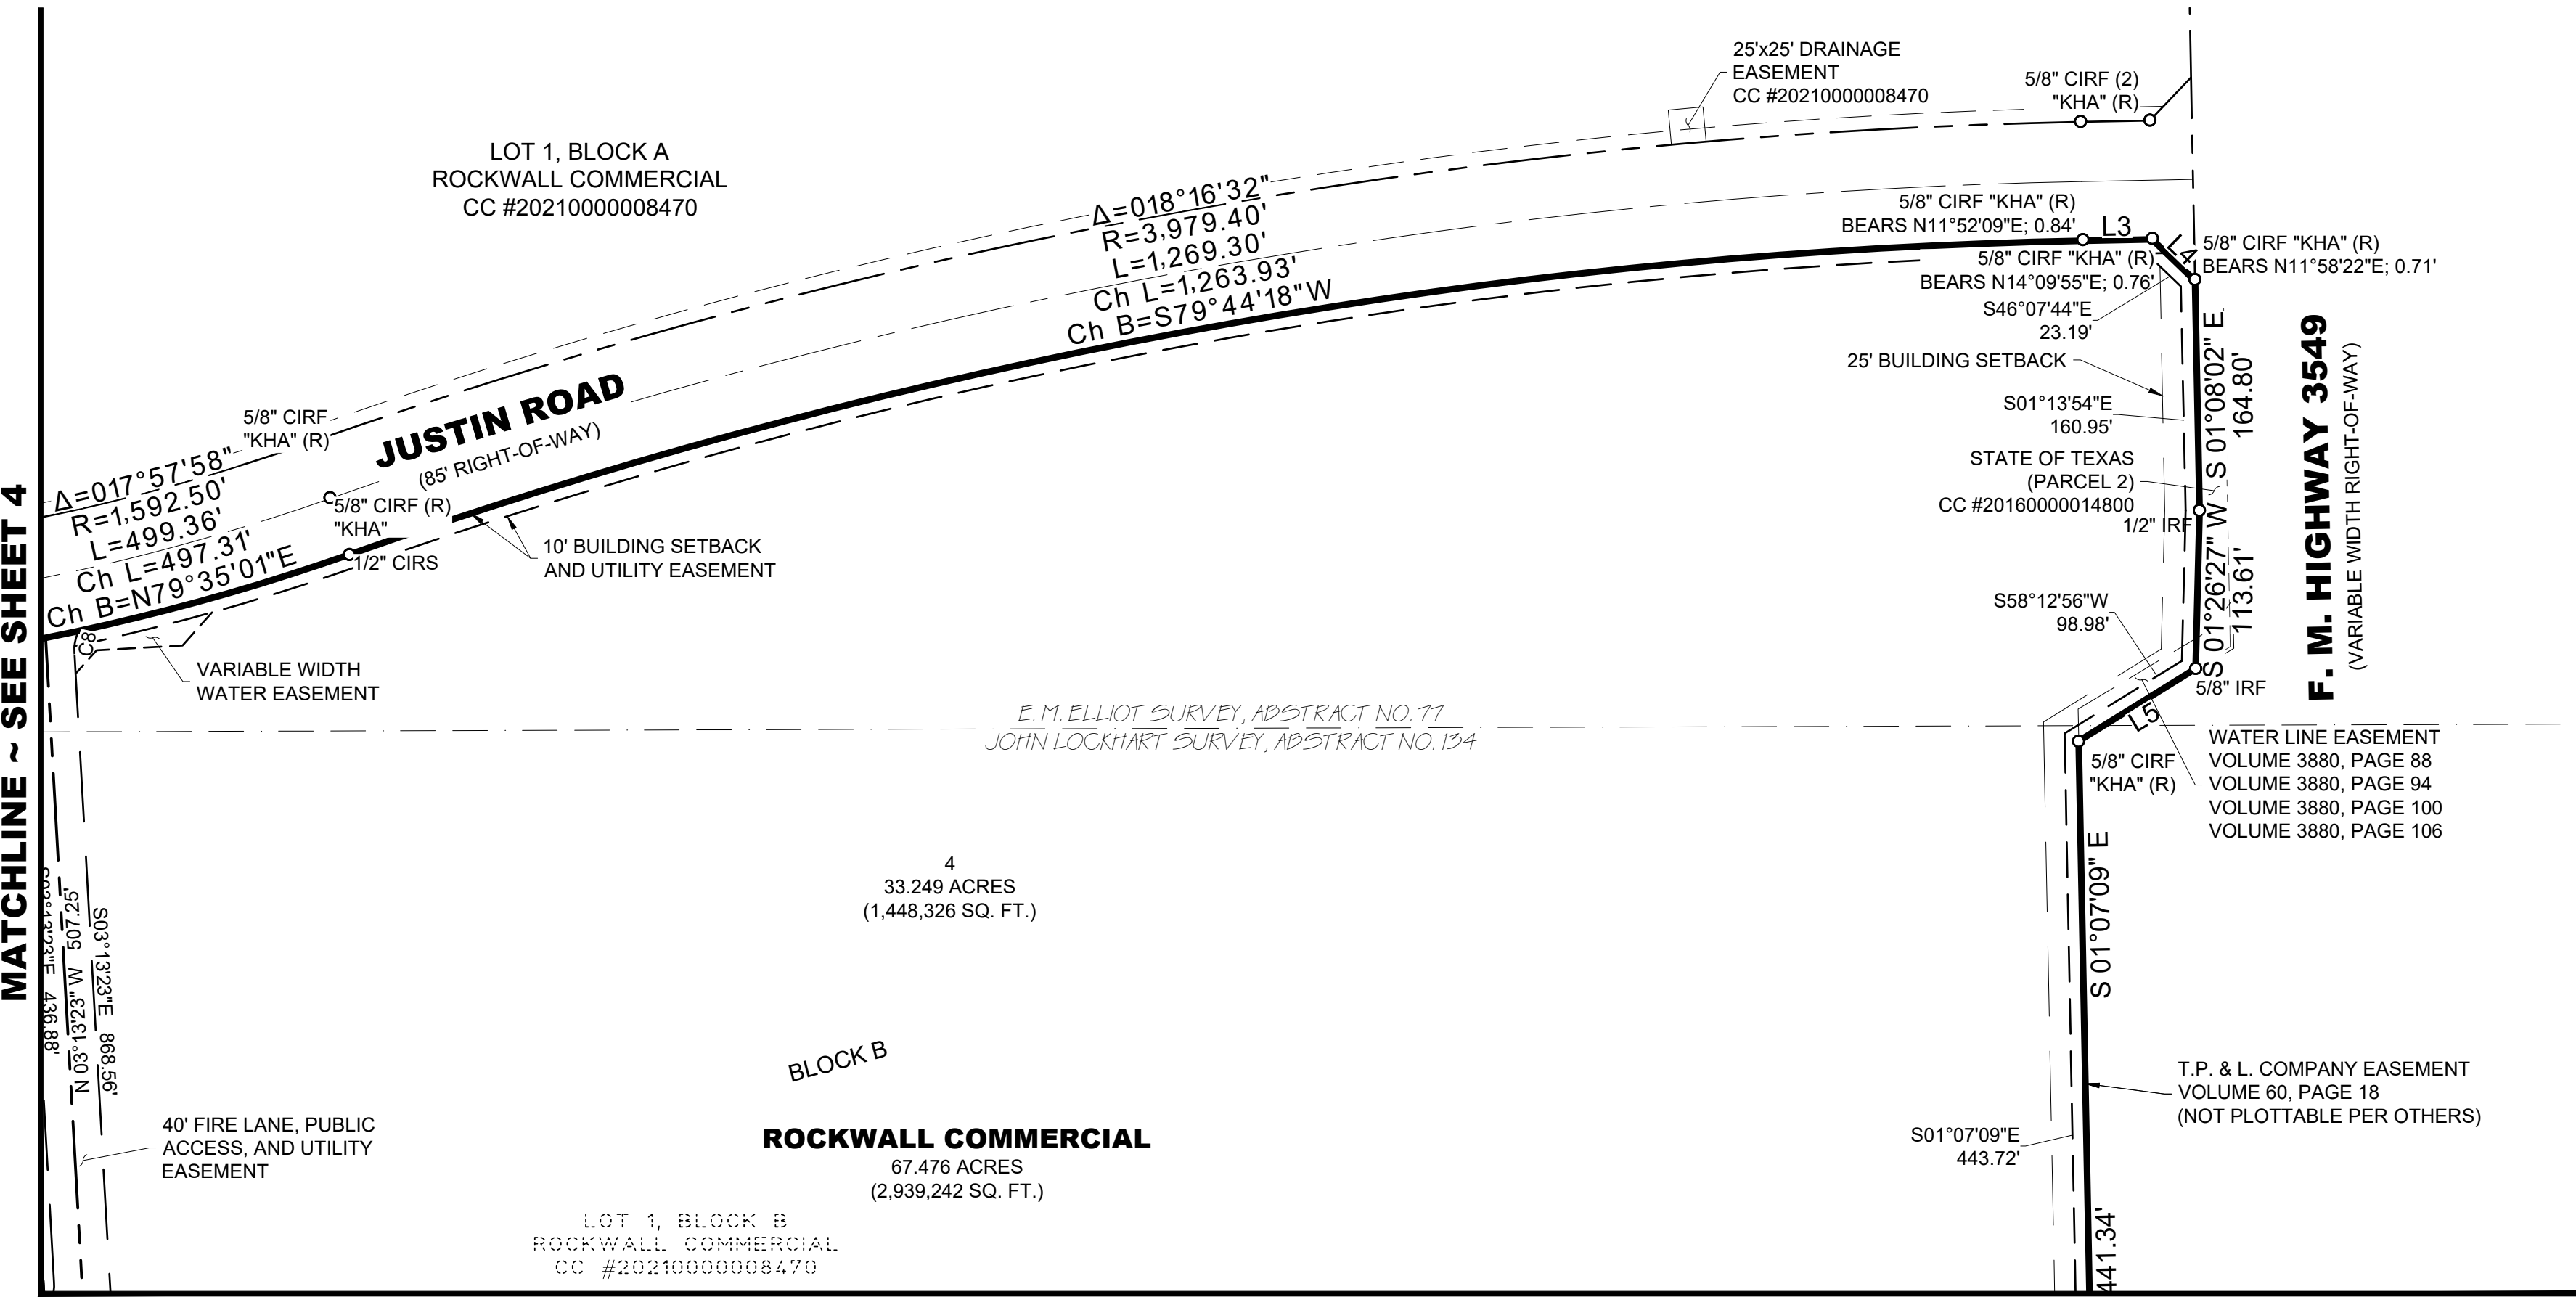 25'x25' DRAINAGE
EASEMENT
CC #20210000008470
5/8" CIRF (2)
"KHA" (R)
LOT 1, BLOCK A
ROCKWALL COMMERCIAL
CC #20210000008470
Δ=018°16'32"
R=3,979.40'
L=1,269.30'
Ch L=1,263.93'
Ch B=S79°44'18"W
5/8" CIRF "KHA" (R)
BEARS N11°52'09"E; 0.84'
L3
L4
5/8" CIRF "KHA" (R)
BEARS N11°58'22"E; 0.71'
5/8" CIRF "KHA" (R)
BEARS N14°09'55"E; 0.76'
S46°07'44"E
23.19'
25' BUILDING SETBACK
S01°13'54"E
160.95'
S 01°08'02" E
164.80'
STATE OF TEXAS
(PARCEL 2)
CC #20160000014800
1/2" IRF
S 01°26'27" W
113.61'
F. M. HIGHWAY 3549
(VARIABLE WIDTH RIGHT-OF-WAY)
JUSTIN ROAD
(85' RIGHT-OF-WAY)
5/8" CIRF
"KHA" (R)
Δ=017°57'58"
R=1,592.50'
L=499.36'
Ch L=497.31'
Ch B=N79°35'01"E
5/8" CIRF (R)
"KHA"
1/2" CIRS
10' BUILDING SETBACK
AND UTILITY EASEMENT
C8
VARIABLE WIDTH
WATER EASEMENT
MATCHLINE ~ SEE SHEET 4
S58°12'56"W
98.98'
5/8" IRF
L5
E. M. ELLIOT SURVEY, ABSTRACT NO. 77
JOHN LOCKHART SURVEY, ABSTRACT NO. 134
5/8" CIRF
"KHA" (R)
WATER LINE EASEMENT
VOLUME 3880, PAGE 88
VOLUME 3880, PAGE 94
VOLUME 3880, PAGE 100
VOLUME 3880, PAGE 106
4
33.249 ACRES
(1,448,326 SQ. FT.)
S 01°07'09" E
441.34'
S03°13'23"E 436.88'
N 03°13'23" W 507.25'
S03°13'23"E 868.56'
BLOCK B
T.P. & L. COMPANY EASEMENT
VOLUME 60, PAGE 18
(NOT PLOTTABLE PER OTHERS)
40' FIRE LANE, PUBLIC
ACCESS, AND UTILITY
EASEMENT
ROCKWALL COMMERCIAL
67.476 ACRES
(2,939,242 SQ. FT.)
S01°07'09"E
443.72'
LOT 1, BLOCK B
ROCKWALL COMMERCIAL
CC #20210000008470